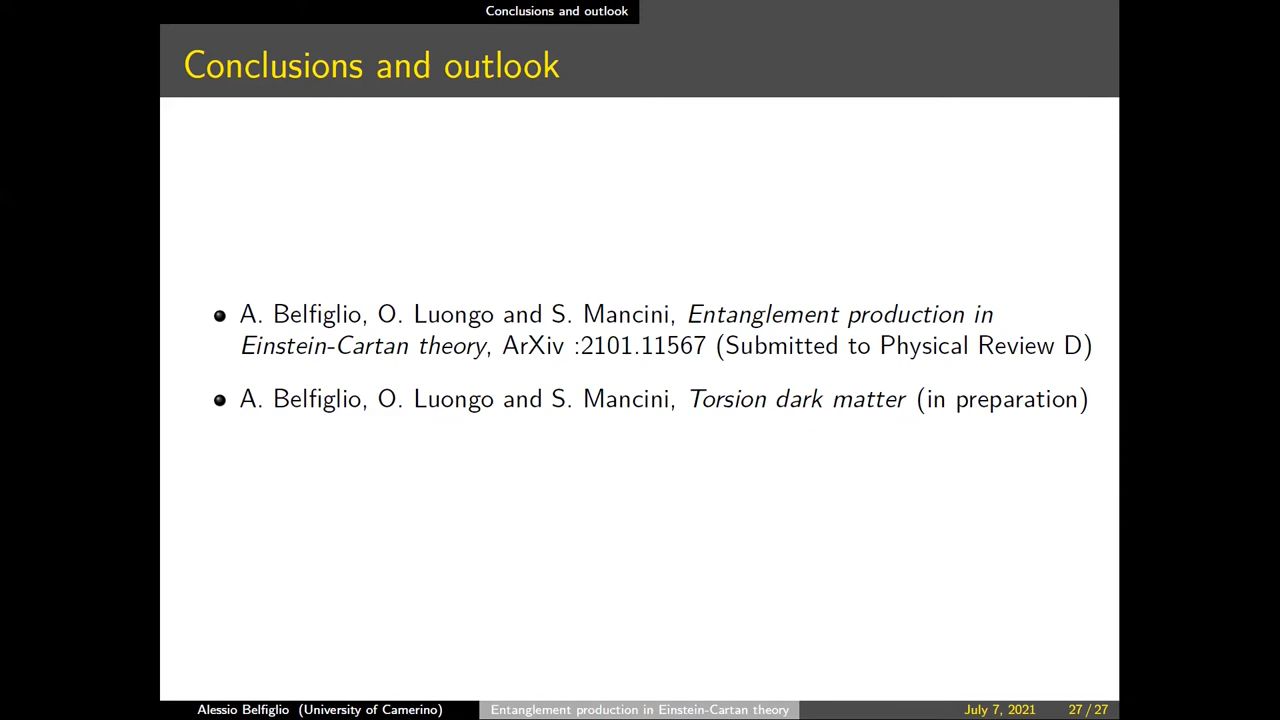 Conclusions and outlook
Conclusions and outlook
A. Belfiglio, O. Luongo and S. Mancini, Entanglement production in
Einstein-Cartan theory, ArXiv :2101.11567 (Submitted to Physical Review D)
A. Belfiglio, O. Luongo and S. Mancini, Torsion dark matter (in preparation)
Alessio Belfiglio (University of Camerino) Entanglement production in Einstein-Cartan theory July 7, 2021 27 / 27